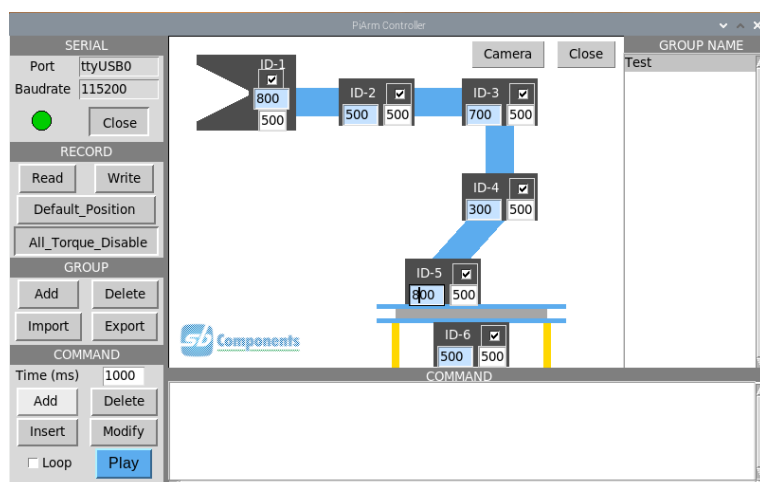 PiArm Controller
SERIAL
Port ttyUSB0
Baudrate 115200
Close
RECORD
Read Write
Default_Position
All_Torque_Disable
GROUP
Add Delete
Import Export
COMMAND
Time (ms) 1000
Add Delete
Insert Modify
Loop Play
Camera Close
ID-1
800
500
ID-2
500 500
ID-3
700 500
ID-4
300 500
ID-5
800 500
ID-6
500 500
sb Components
COMMAND
GROUP NAME
Test